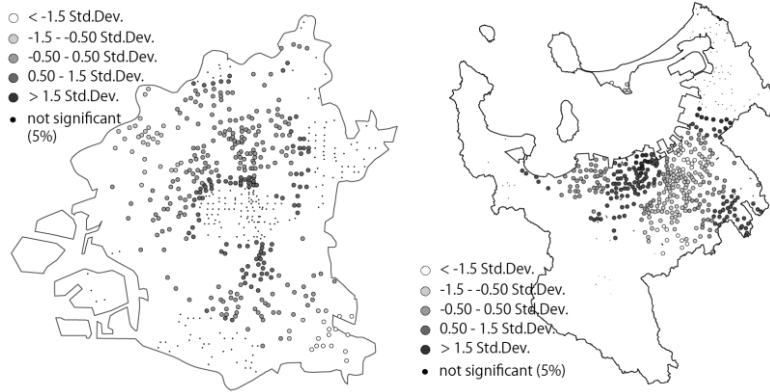 < -1.5 Std.Dev.
-1.5 - -0.50 Std.Dev.
-0.50 - 0.50 Std.Dev.
0.50 - 1.5 Std.Dev.
> 1.5 Std.Dev.
not significant
(5%)
< -1.5 Std.Dev.
-1.5 - -0.50 Std.Dev.
-0.50 - 0.50 Std.Dev.
0.50 - 1.5 Std.Dev.
> 1.5 Std.Dev.
not significant (5%)